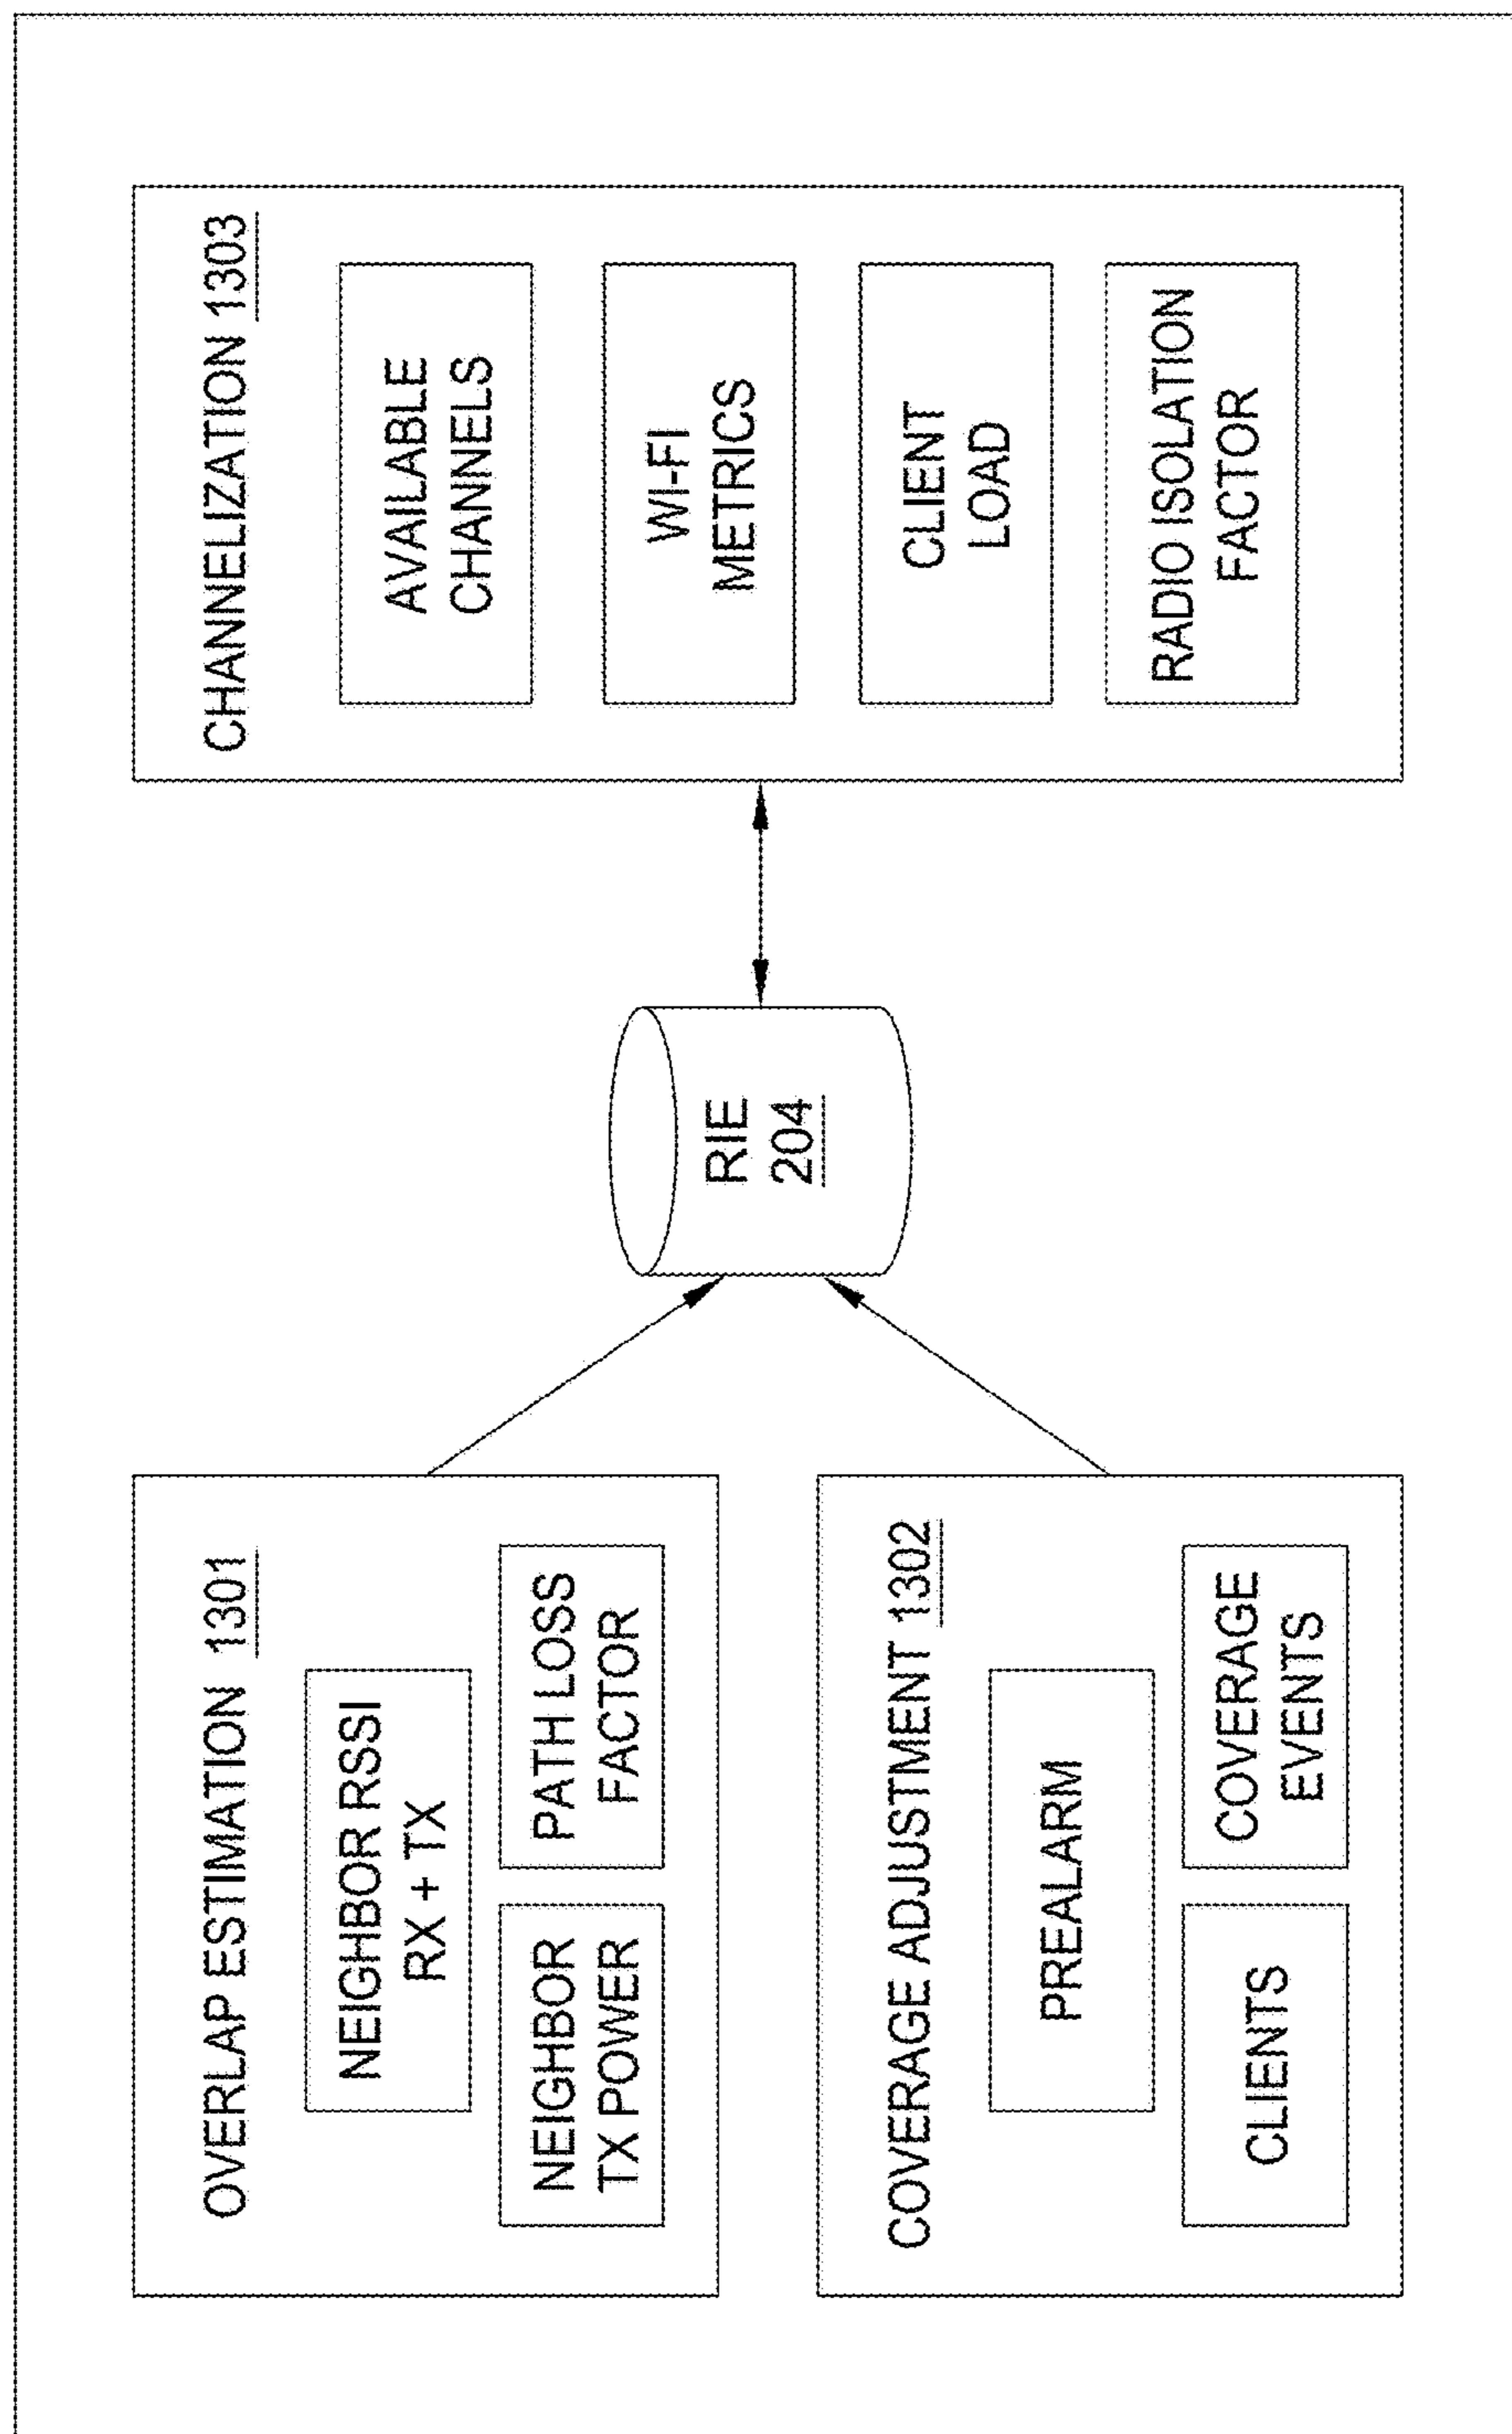 OVERLAP ESTIMATION 1301
NEIGHBOR RSSI
RX + TX
NEIGHBOR
TX POWER
PATH LOSS
FACTOR
COVERAGE ADJUSTMENT 1302
PREALARM
CLIENTS
COVERAGE
EVENTS
RIE
204
CHANNELIZATION 1303
AVAILABLE
CHANNELS
WI-FI
METRICS
CLIENT
LOAD
RADIO ISOLATION
FACTOR